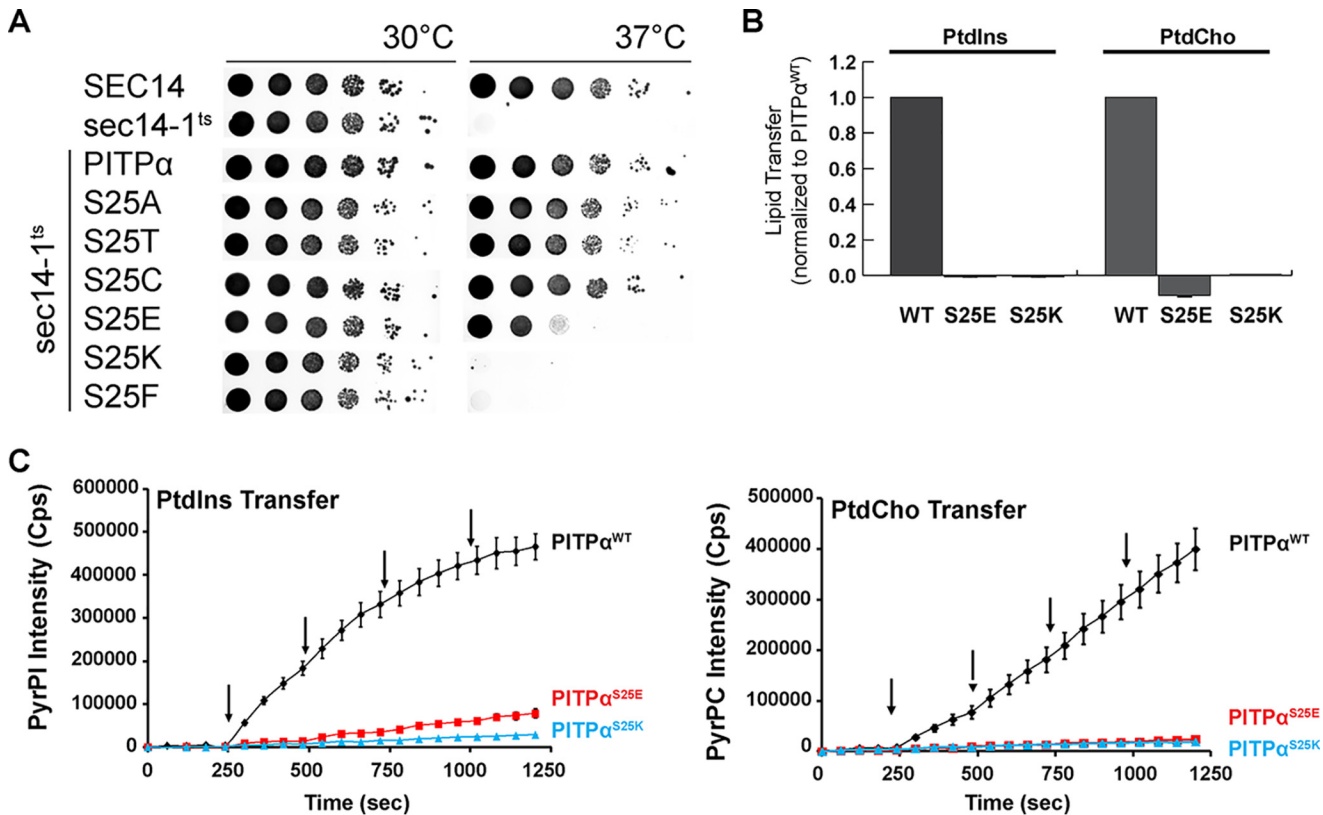 A
30°C 37°C
SEC14
sec14-1ts
PITPα
S25A
S25T
S25C
S25E
S25K
S25F
sec14-1ts
B
PtdIns PtdCho
Lipid Transfer
(normalized to PITPαWT)
1.2
1.0
0.8
0.6
0.4
0.2
0.0
WT S25E S25K WT S25E S25K
C
PtdIns Transfer
PyrPI Intensity (Cps)
600000
500000
400000
300000
200000
100000
0
0 250 500 750 1000 1250
Time (sec)
PITPαWT
PITPαS25E
PITPαS25K
PtdCho Transfer
PyrPC Intensity (Cps)
500000
400000
300000
200000
100000
0
0 250 500 750 1000 1250
Time (sec)
PITPαWT
PITPαS25E
PITPαS25K